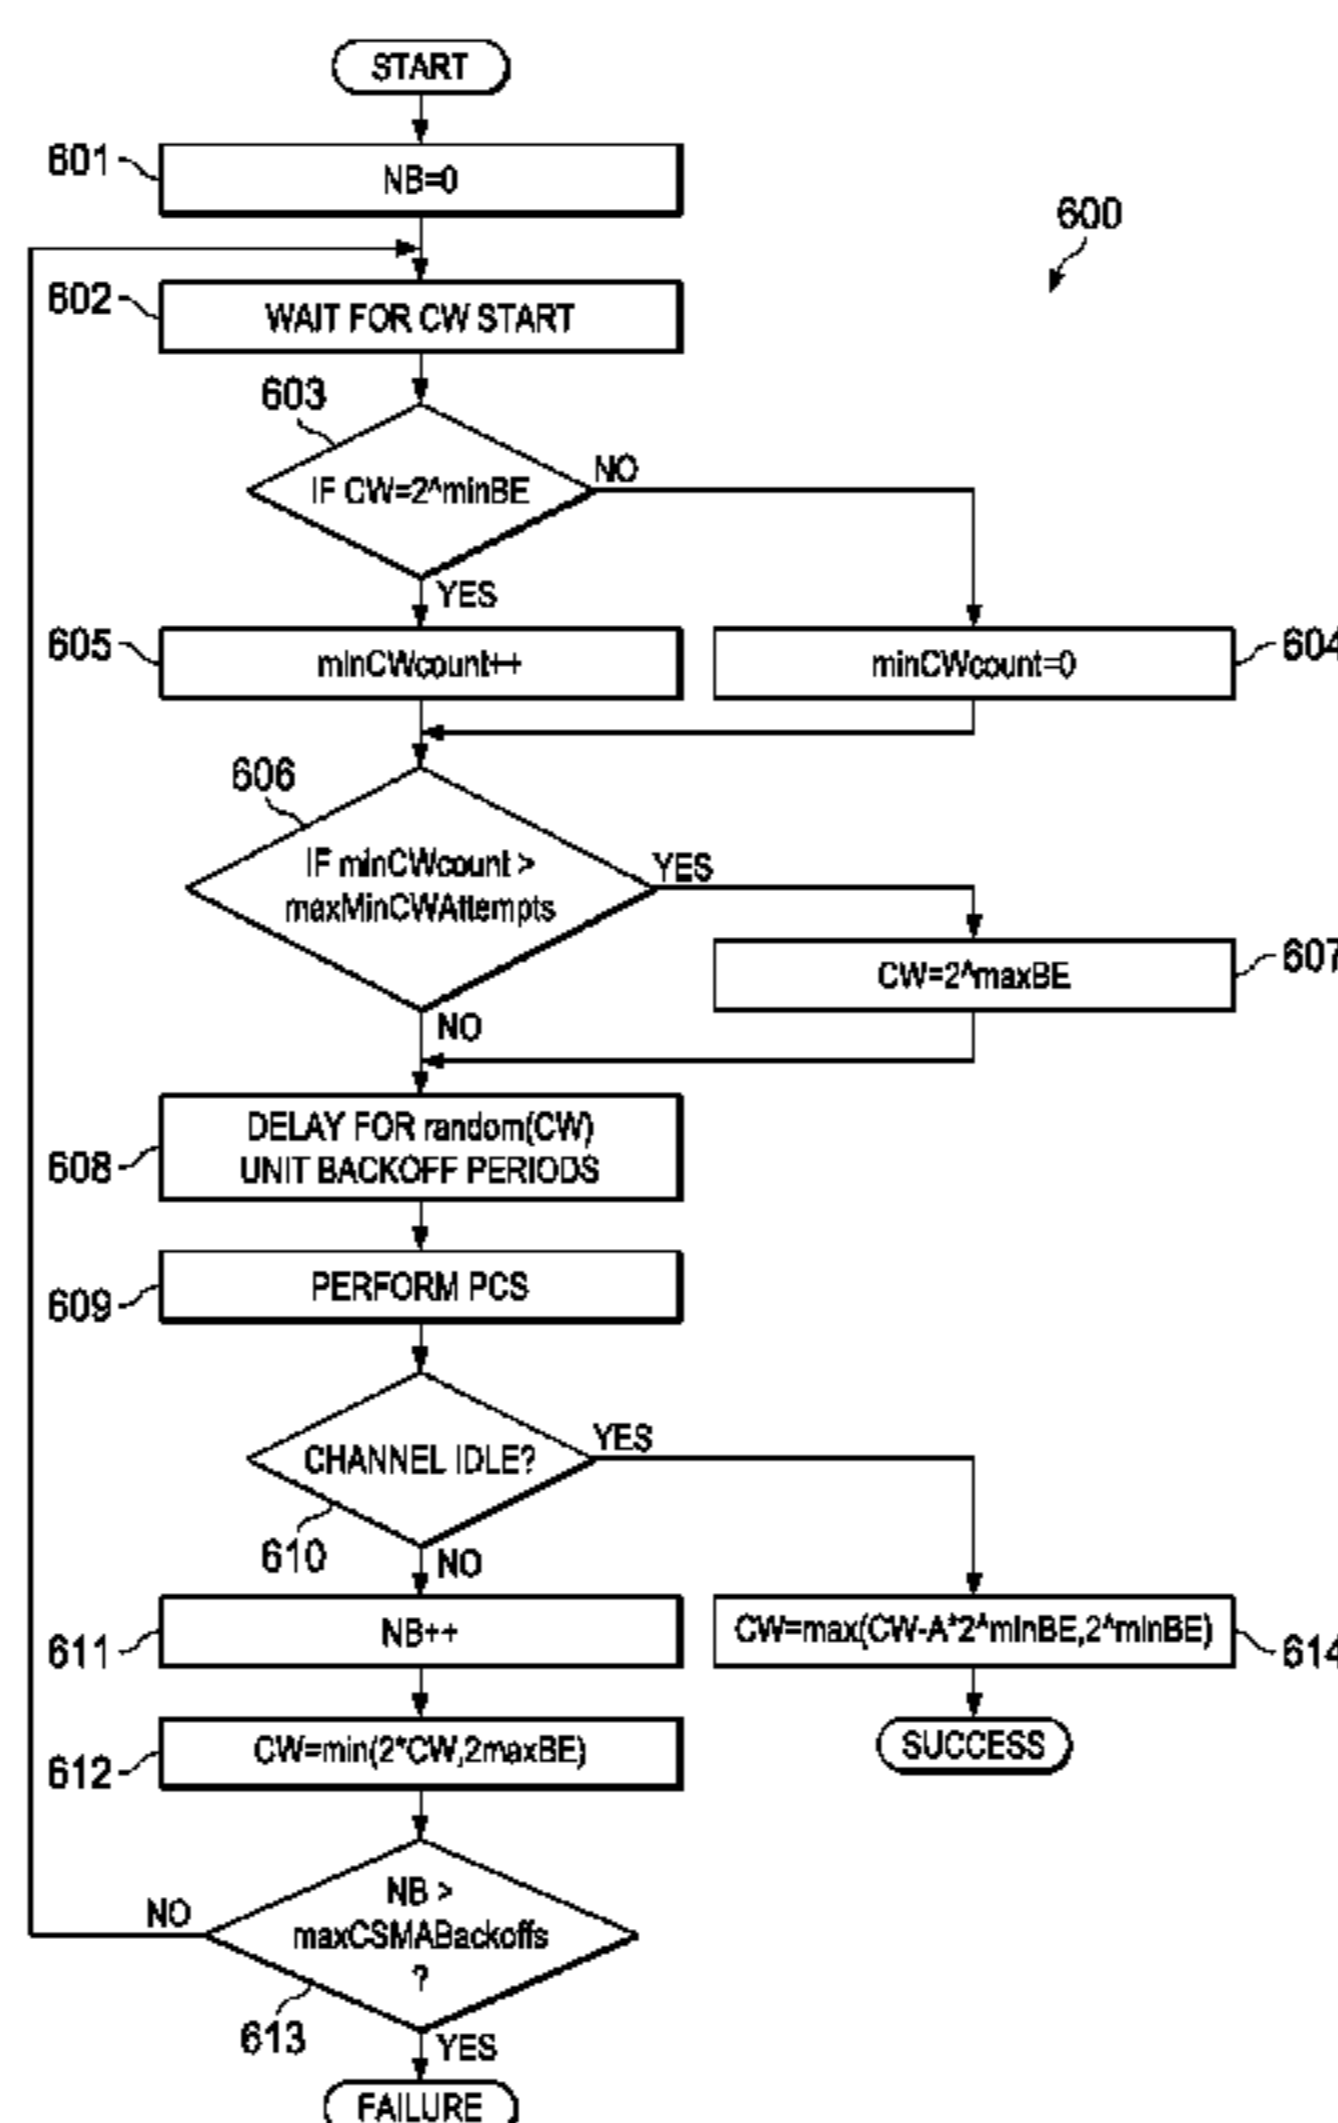 START
601
NB=0
600
602
WAIT FOR CW START
603
IF CW=2^minBE
NO
YES
605
minCWcount++
minCWcount=0
604
606
IF minCWcount >
maxMinCWAttempts
YES
CW=2^maxBE
607
NO
DELAY FOR random(CW)
UNIT BACKOFF PERIODS
608
PERFORM PCS
609
CHANNEL IDLE?
YES
610
NO
NB++
611
CW=max(CW-A*2^minBE,2^minBE)
614
CW=min(2*CW,2maxBE)
612
SUCCESS
NB >
maxCSMABackoffs
?
NO
613
YES
FAILURE